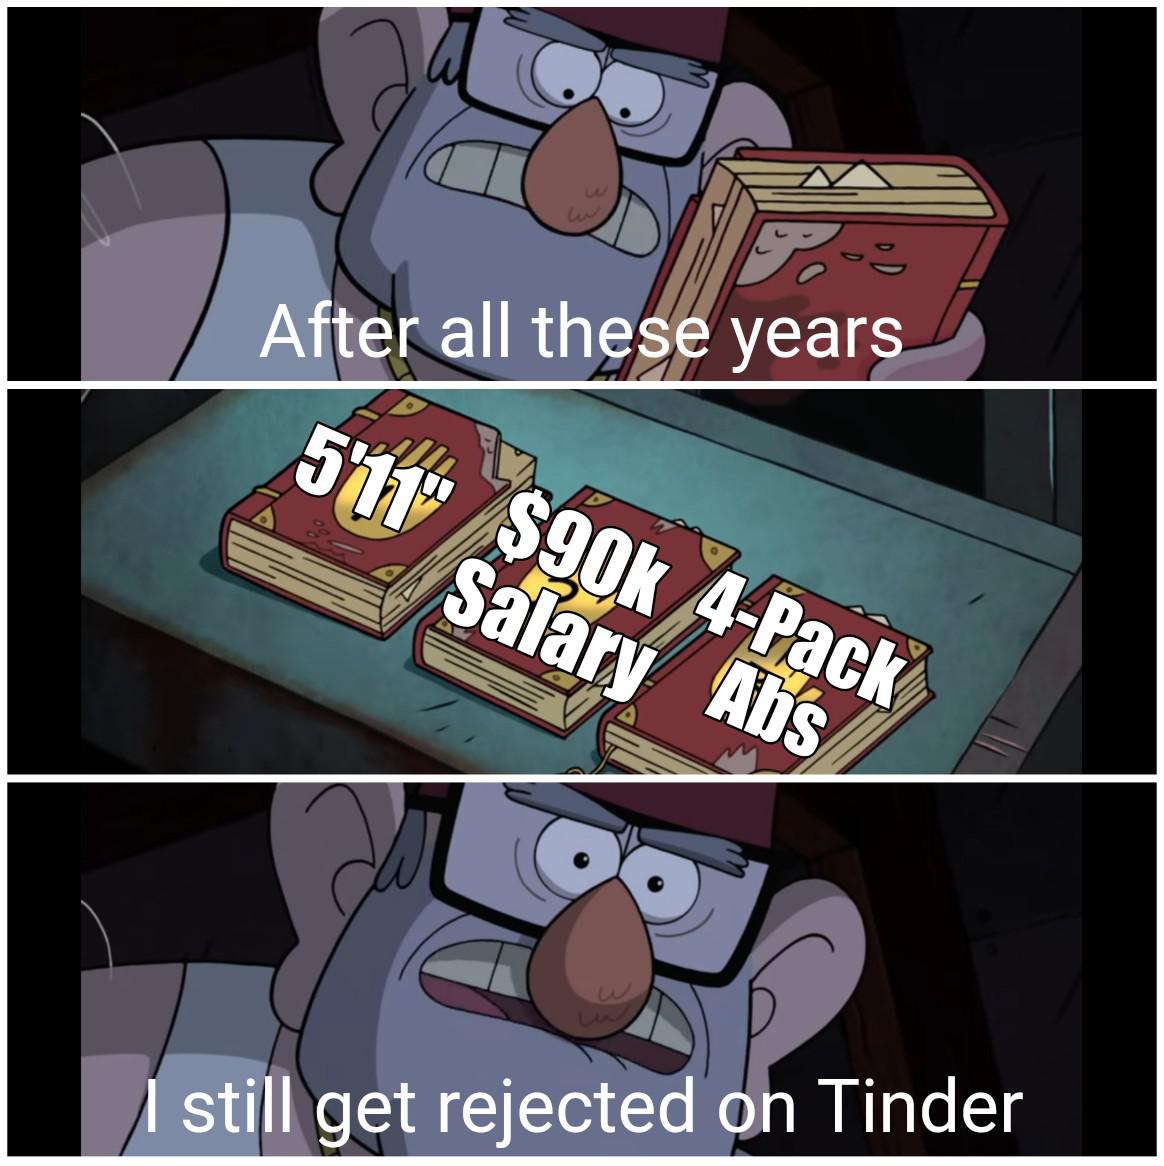 After all these years
5'11"
$90k
Salary
4-Pack
Abs
I still get rejected on Tinder